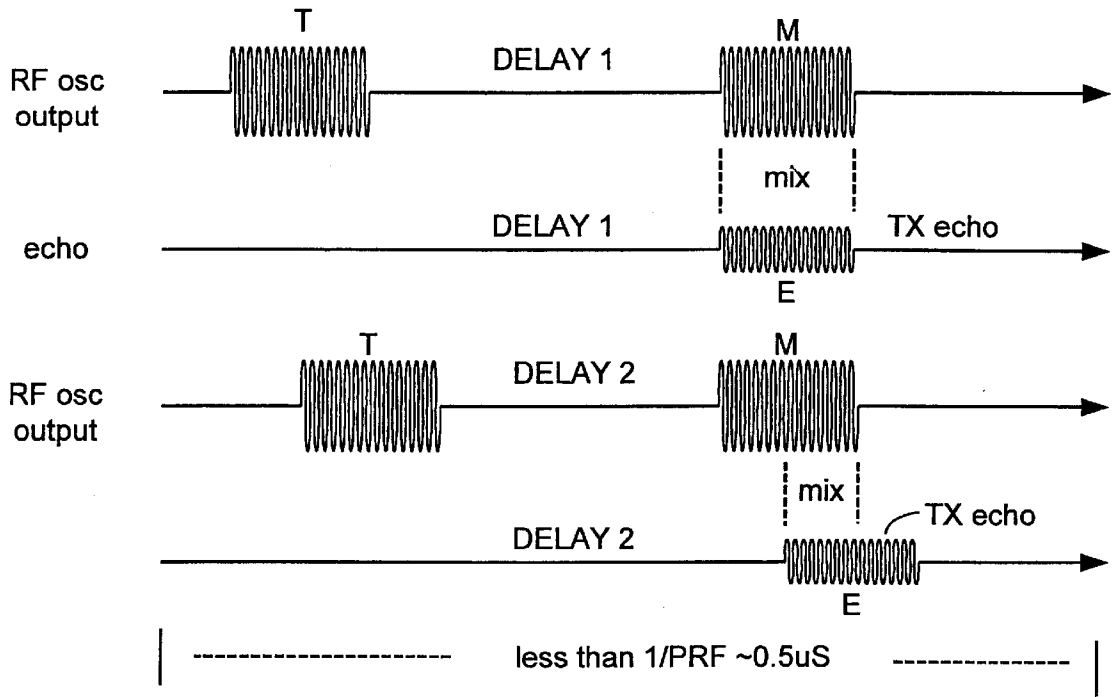 T
M
RF osc
output
DELAY 1
mix
echo
DELAY 1
TX echo
E
T
M
RF osc
output
DELAY 2
mix
TX echo
DELAY 2
E
less than 1/PRF ~0.5uS